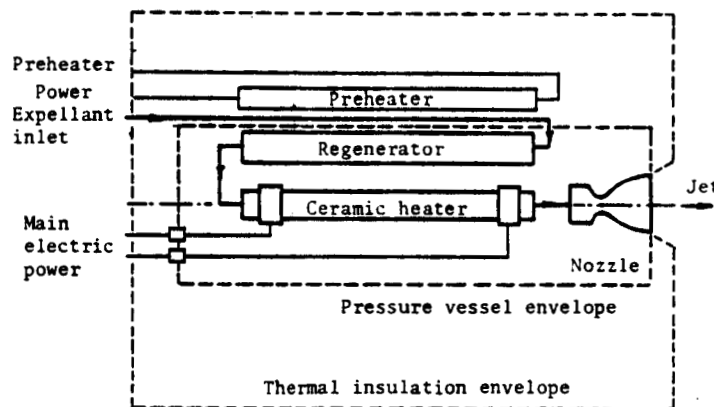 Preheater
Power
Preheater
Expellant
inlet
Regenerator
Ceramic heater
Jet
Main
electric
power
Nozzle
Pressure vessel envelope
Thermal insulation envelope